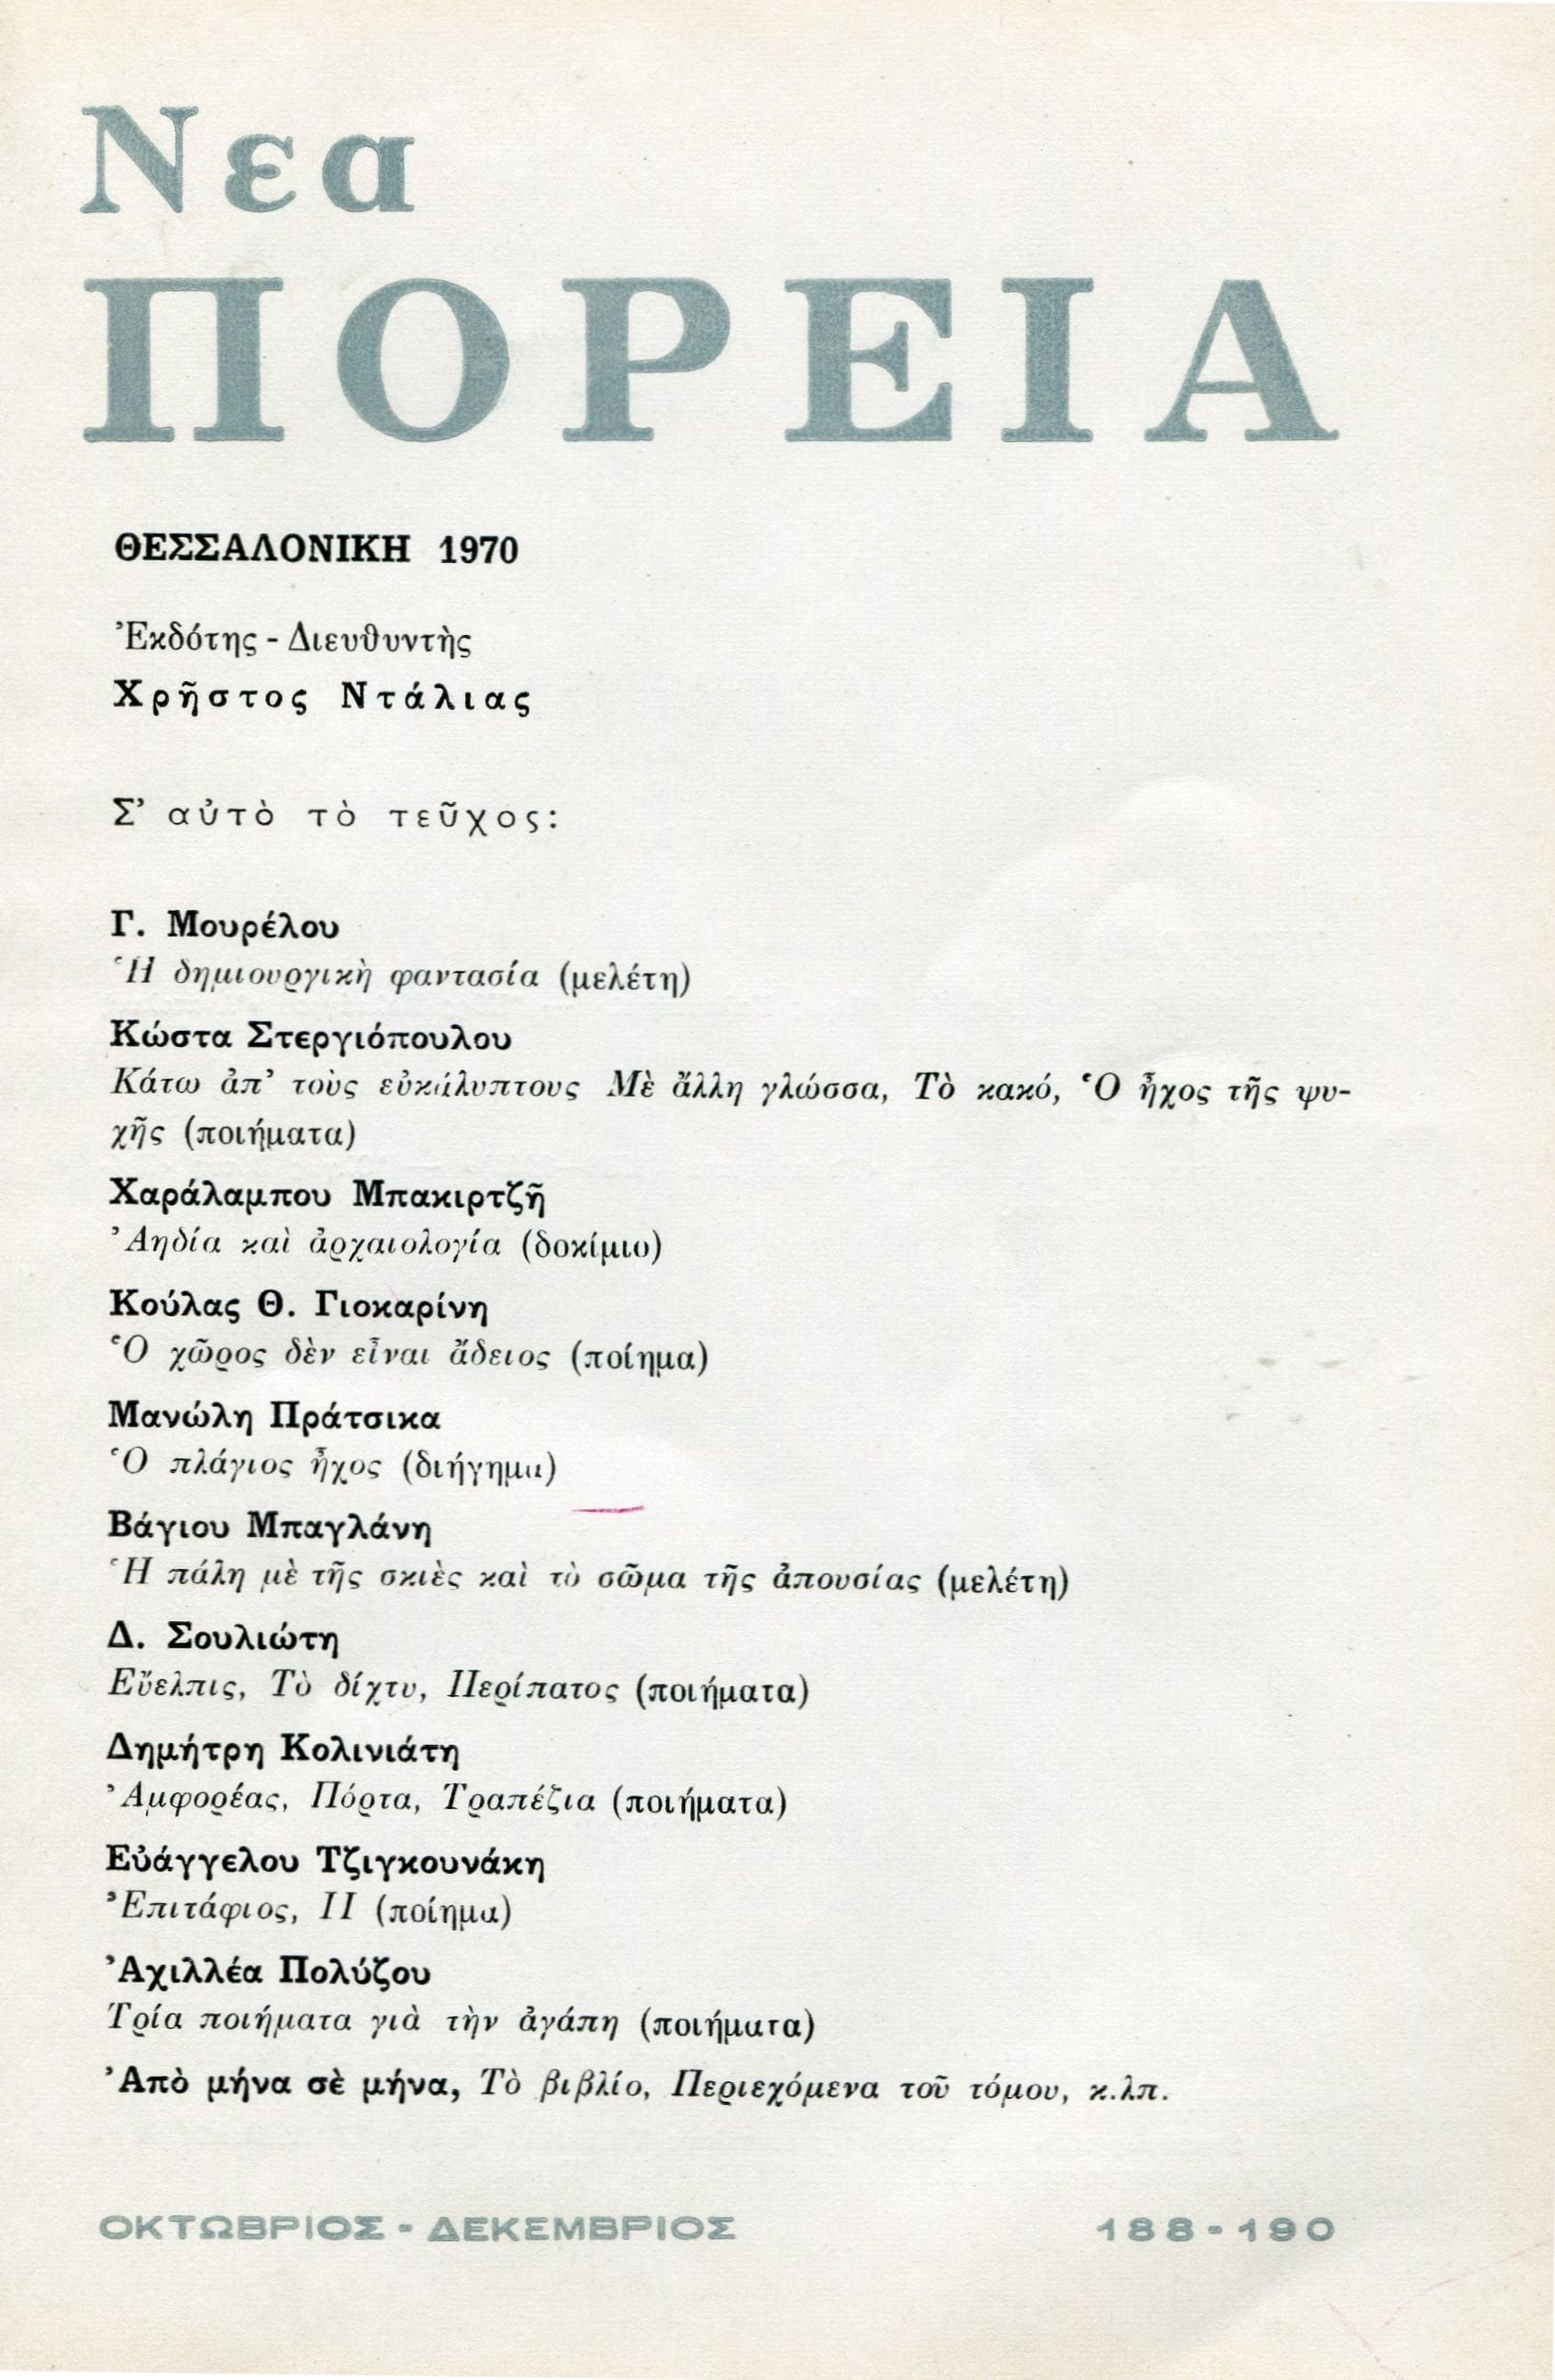 Νεα
ΠΟΡΕΙΑ
ΘΕΣΣΑΛΟΝΙΚΗ 1970
Ἐκδότης - Διευθυντὴς
Χρῆστος Ντάλιας
Σ’ αὐτὸ τὸ τεῦχος:
Γ. Μουρέλου
Ἡ δημιουργικὴ φαντασία (μελέτη)
Κώστα Στεργιόπουλου
Κάτω ἀπ’ τοὺς εὐκάλυπτους Μὲ ἄλλη γλώσσα, Τὸ κακό, Ὁ ἦχος τῆς ψυ-
χῆς (ποιήματα)
Χαράλαμπου Μπακιρτζῆ
Ἀηδία καὶ ἀρχαιολογία (δοκίμιο)
Κούλας Θ. Γιοκαρίνη
Ὁ χῶρος δὲν εἶναι ἄδειος (ποίημα)
Μανώλη Πράτσικα
Ὁ πλάγιος ἦχος (διήγημα)
Βάγιου Μπαγλάνη
Ἡ πάλη μὲ τῆς σκιὲς καὶ τὸ σῶμα τῆς ἀπουσίας (μελέτη)
Δ. Σουλιώτη
Εὔελπις, Τὸ δίχτυ, Περίπατος (ποιήματα)
Δημήτρη Κολινιάτη
Ἀμφορέας, Πόρτα, Τραπέζια (ποιήματα)
Εὐάγγελου Τζιγκουνάκη
Ἐπιτάφιος, ΙΙ (ποίημα)
Ἀχιλλέα Πολύζου
Τρία ποιήματα γιὰ τὴν ἀγάπη (ποιήματα)
Ἀπὸ μήνα σὲ μήνα, Τὸ βιβλίο, Περιεχόμενα τοῦ τόμου, κ.λπ.
ΟΚΤΩΒΡΙΟΣ - ΔΕΚΕΜΒΡΙΟΣ 188-190